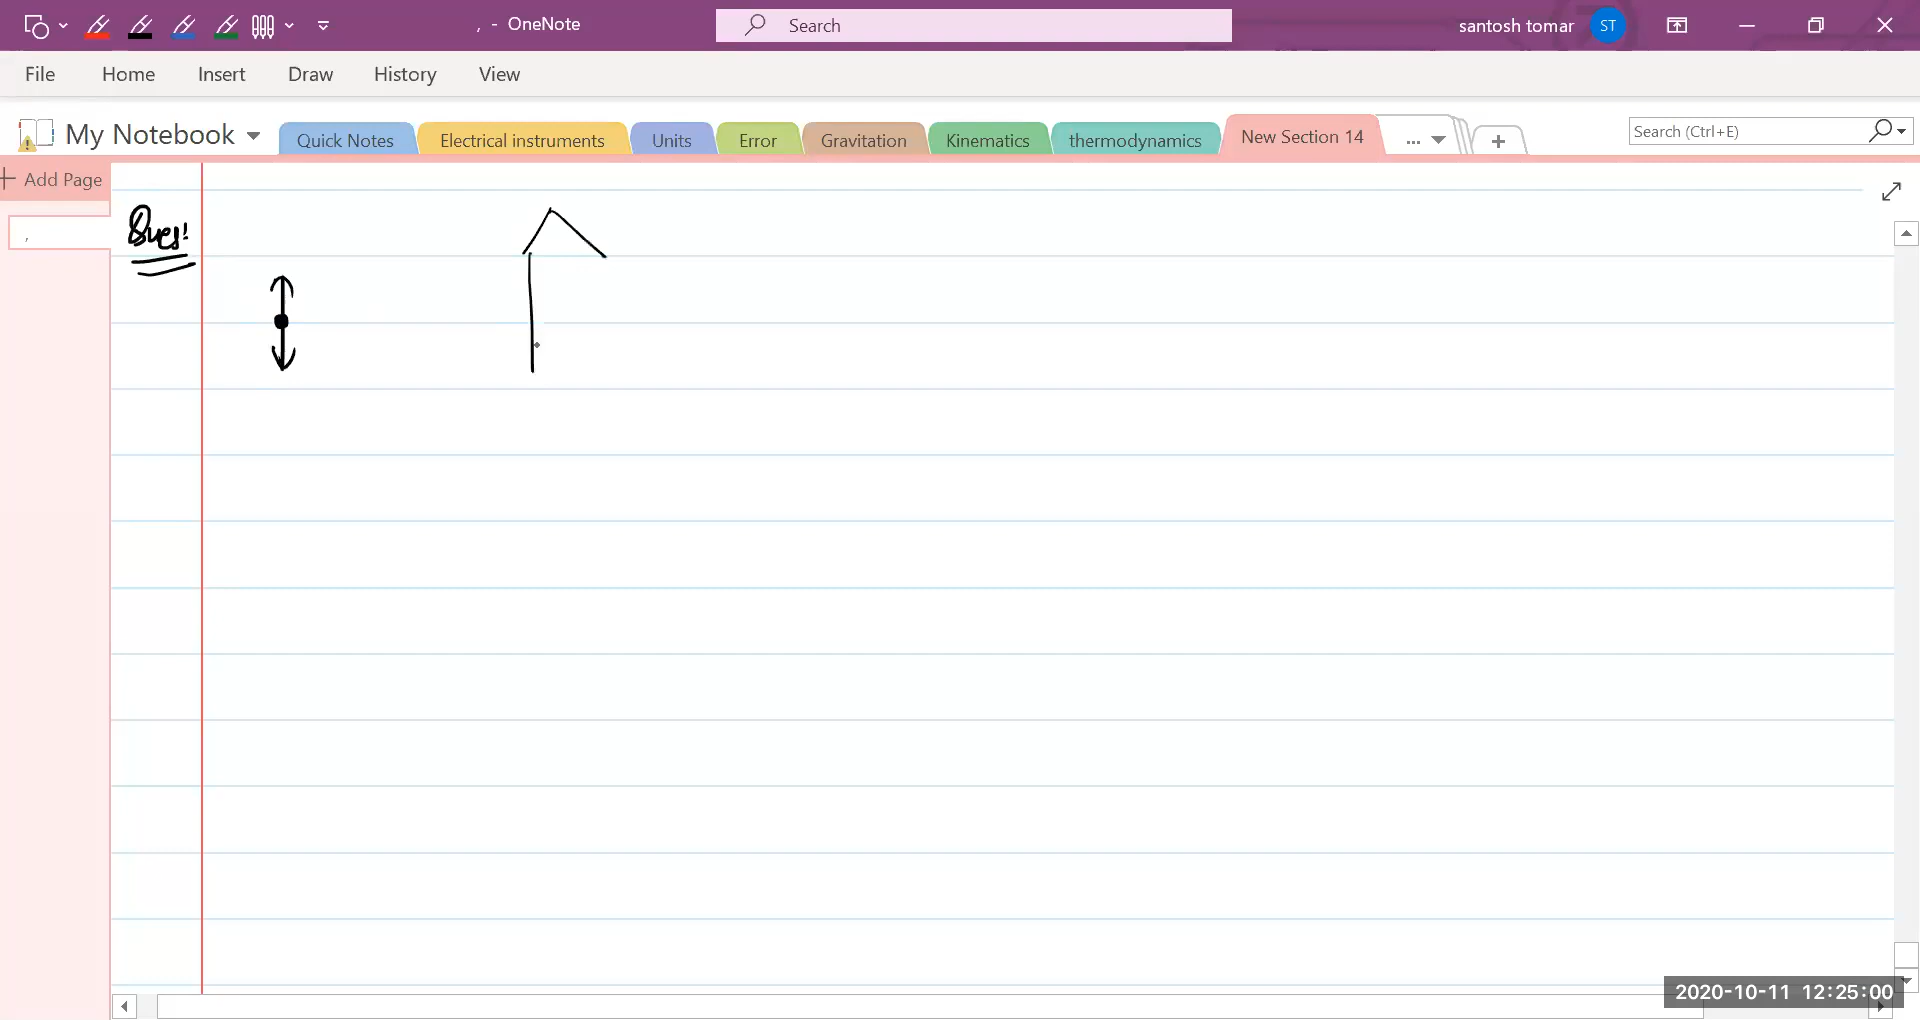 , - OneNote
Search
santosh tomar
ST
File Home Insert Draw History View
My Notebook
Quick Notes
Electrical instruments
Units
Error
Gravitation
Kinematics
thermodynamics
New Section 14
...
Search (Ctrl+E)
Add Page
,
Ques:
2020-10-11 12:25:00